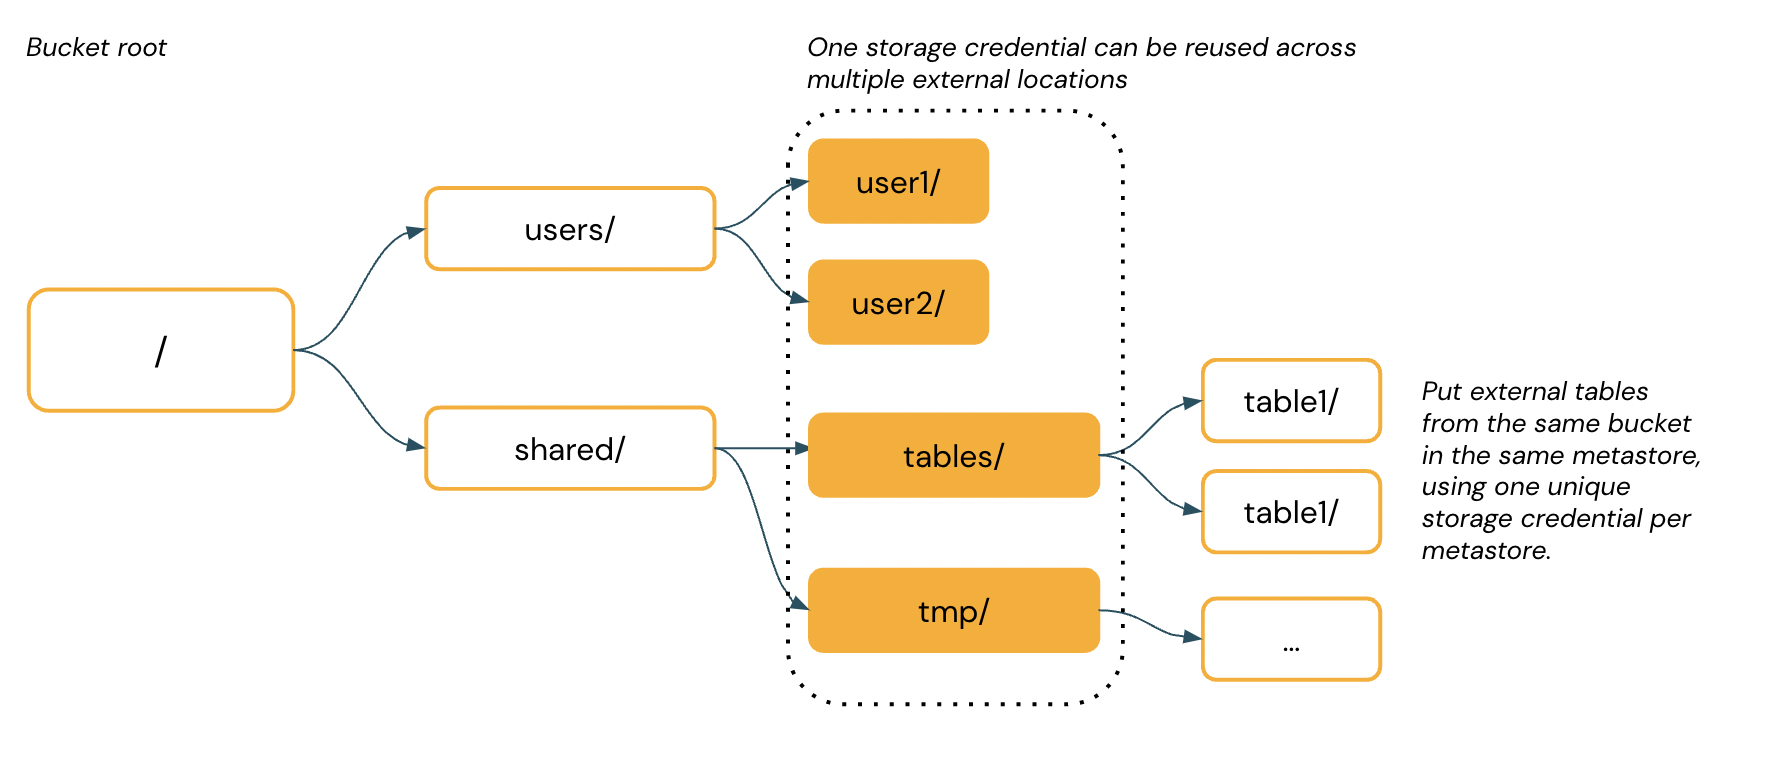 Bucket root
One storage credential can be reused across
multiple external locations
/
users/
shared/
user1/
user2/
tables/
tmp/
table1/
table1/
...
Put external tables
from the same bucket
in the same metastore,
using one unique
storage credential per
metastore.